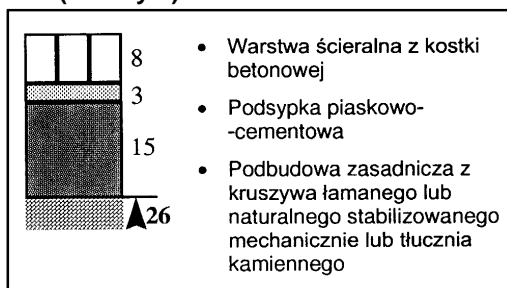 8
3
15
26
• Warstwa ścieralna z kostki
betonowej
• Podsypka piaskowo-
-cementowa
• Podbudowa zasadnicza z
kruszywa łamanego lub
naturalnego stabilizowanego
mechanicznie lub tłucznia
kamiennego